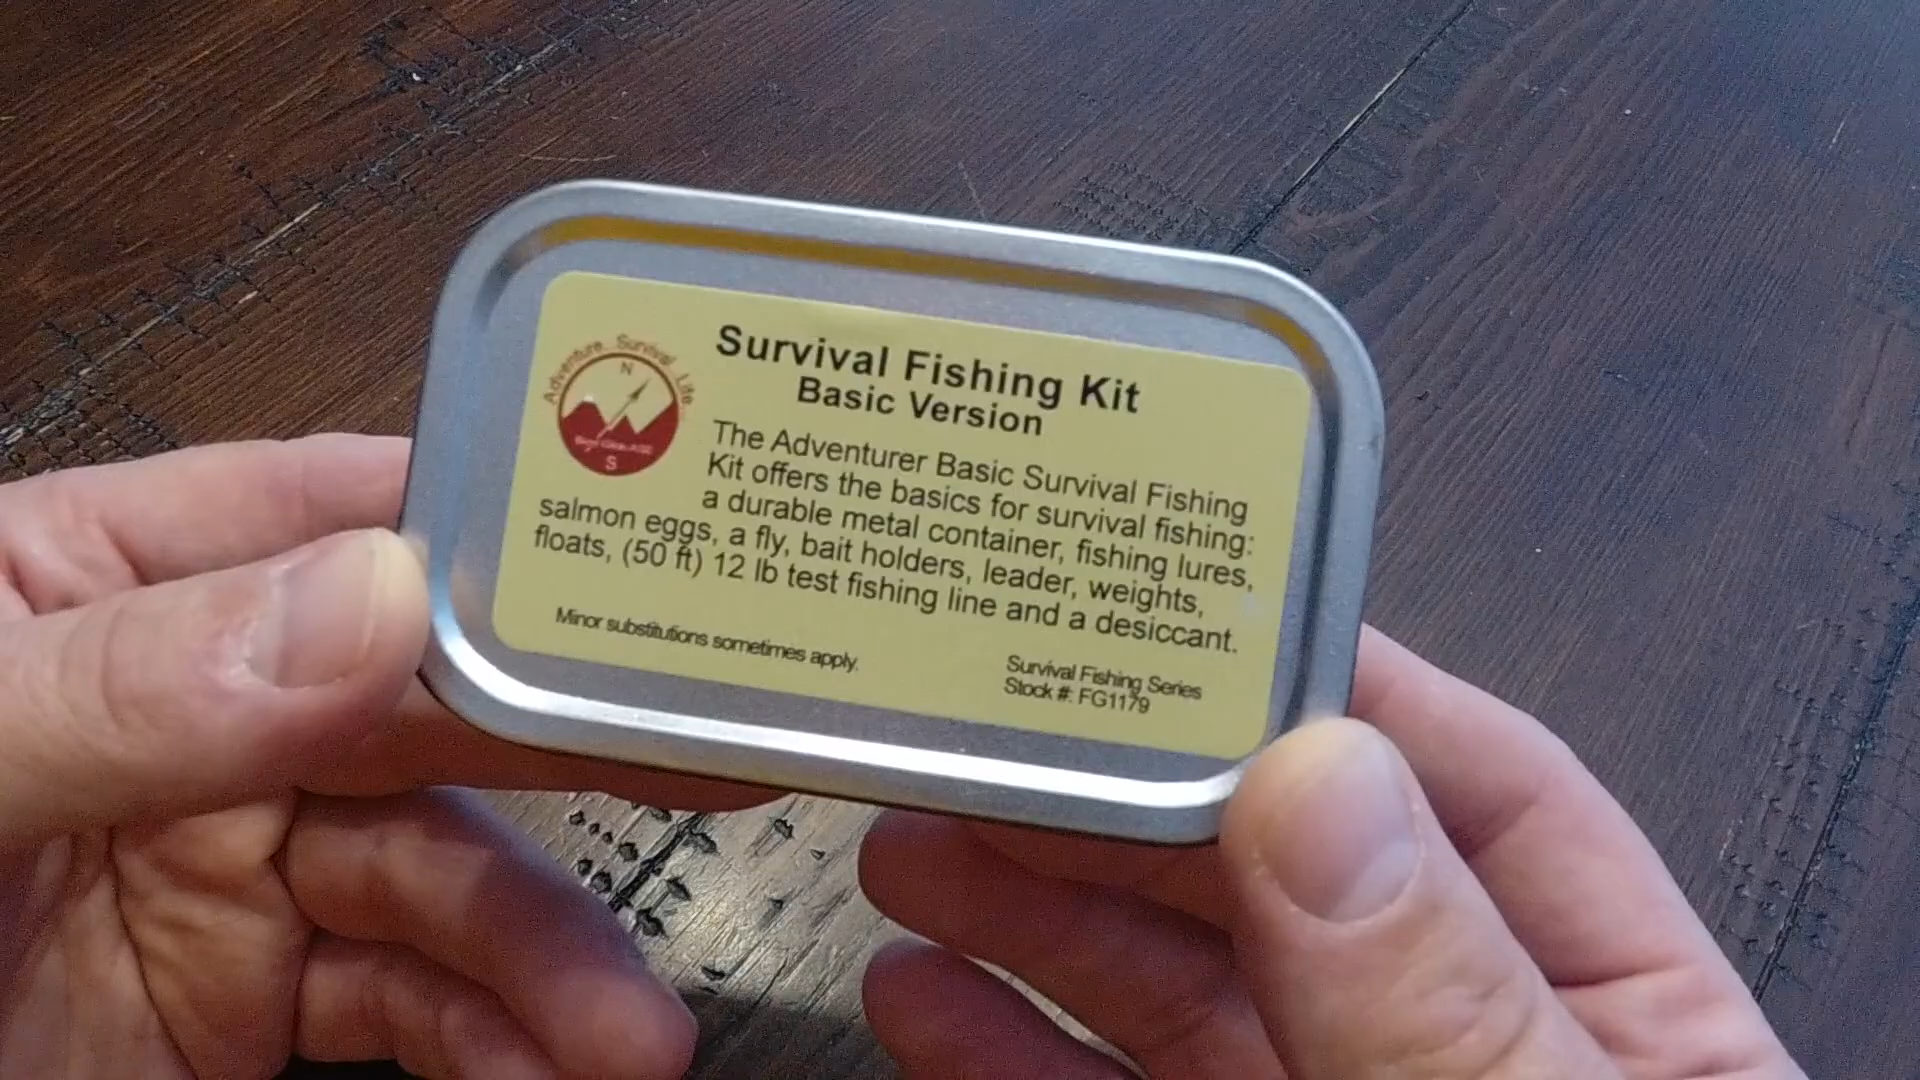 Adventure Survival Life
N
S
Survival Fishing Kit
Basic Version
The Adventurer Basic Survival Fishing
Kit offers the basics for survival fishing:
a durable metal container, fishing lures,
salmon eggs, a fly, bait holders, leader, weights,
floats, (50 ft) 12 lb test fishing line and a desiccant.
Minor substitutions sometimes apply.
Survival Fishing Series
Stock #: FG1179